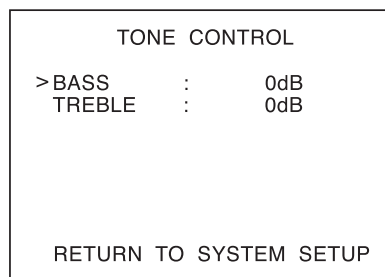 TONE CONTROL
>BASS : 0dB
TREBLE : 0dB
RETURN TO SYSTEM SETUP